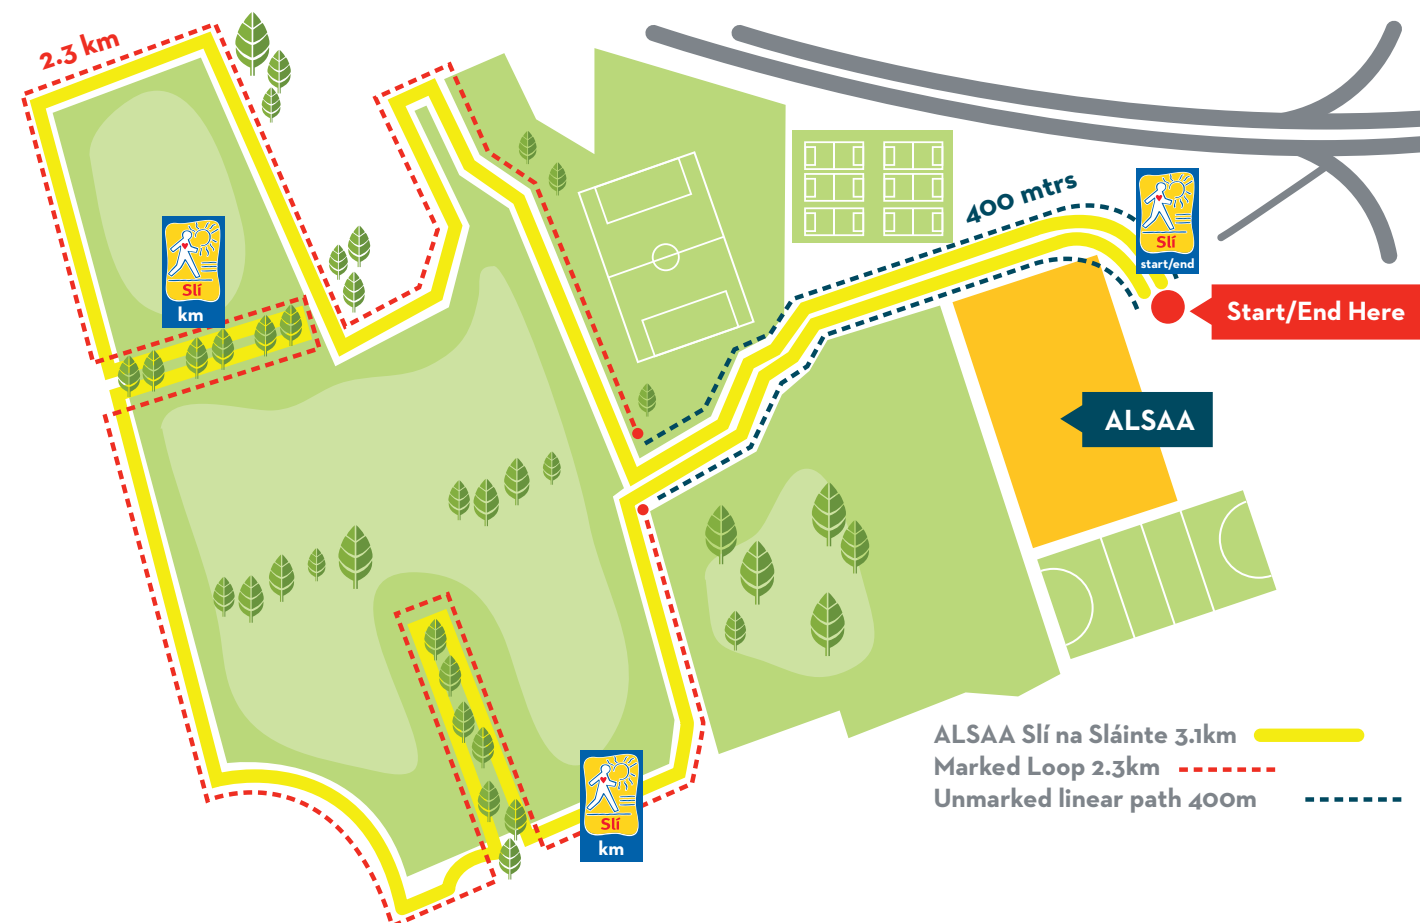 2.3 km
400 mtrs
Slí
start/end
Slí
km
Start/End Here
ALSAA
Slí
km
ALSAA Slí na Sláinte 3.1km
Marked Loop 2.3km
Unmarked linear path 400m